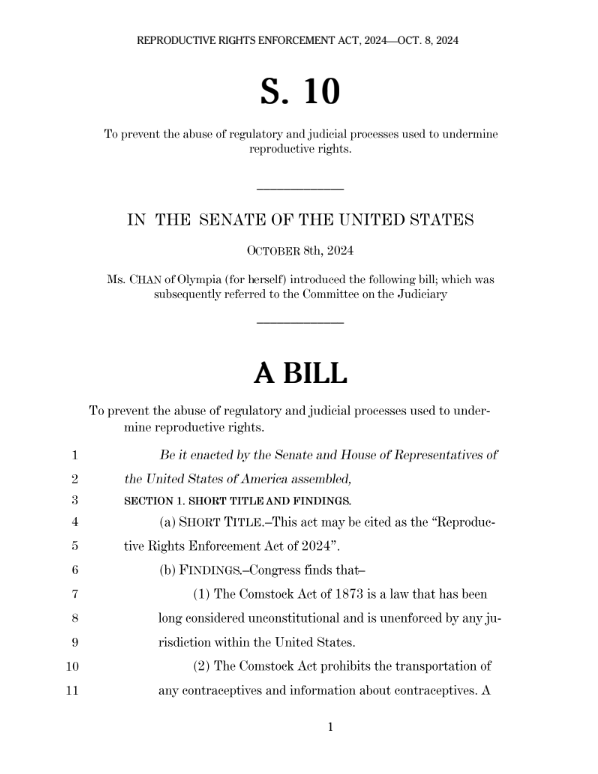 REPRODUCTIVE RIGHTS ENFORCEMENT ACT, 2024—OCT. 8, 2024
S. 10
To prevent the abuse of regulatory and judicial processes used to undermine
reproductive rights.
IN THE SENATE OF THE UNITED STATES
OCTOBER 8th, 2024
Ms. CHAN of Olympia (for herself) introduced the following bill; which was
subsequently referred to the Committee on the Judiciary
A BILL
To prevent the abuse of regulatory and judicial processes used to under-
mine reproductive rights.
1 Be it enacted by the Senate and House of Representatives of
2 the United States of America assembled,
3 SECTION 1. SHORT TITLE AND FINDINGS.
4 (a) SHORT TITLE.–This act may be cited as the “Reproduc-
5 tive Rights Enforcement Act of 2024”.
6 (b) FINDINGS.–Congress finds that–
7 (1) The Comstock Act of 1873 is a law that has been
8 long considered unconstitutional and is unenforced by any ju-
9 risdiction within the United States.
10 (2) The Comstock Act prohibits the transportation of
11 any contraceptives and information about contraceptives. A
1